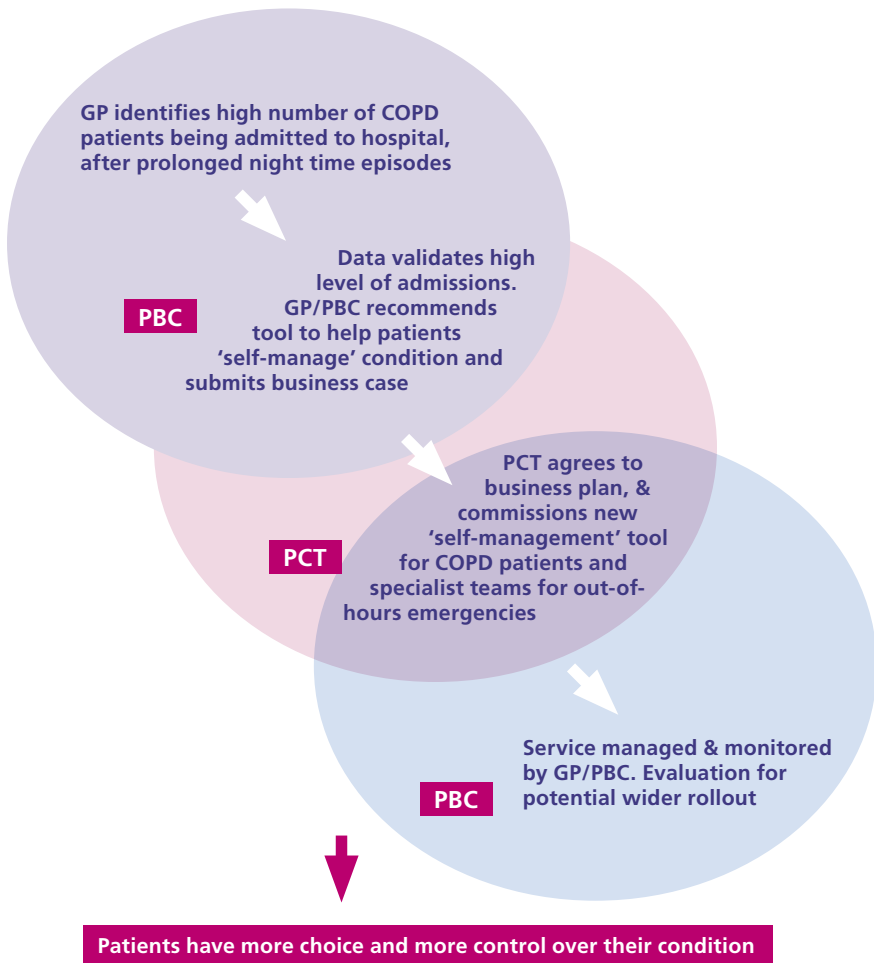 GP identifies high number of COPD
patients being admitted to hospital,
after prolonged night time episodes
Data validates high
level of admissions.
PBC
GP/PBC recommends
tool to help patients
‘self-manage’ condition and
submits business case
PCT agrees to
business plan, &
commissions new
‘self-management’ tool
PCT
for COPD patients and
specialist teams for out-of-
hours emergencies
Service managed & monitored
by GP/PBC. Evaluation for
PBC
potential wider rollout
Patients have more choice and more control over their condition